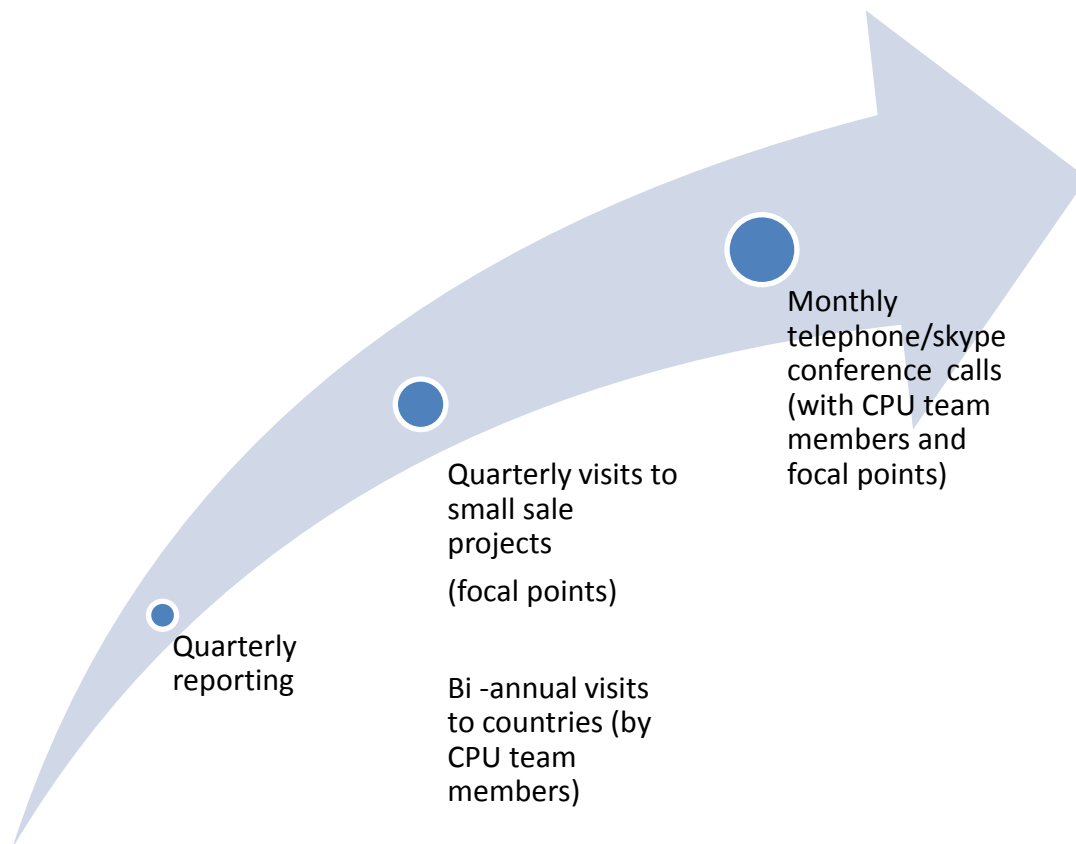 Quarterly
reporting
Quarterly visits to
small sale
projects
(focal points)
Bi -annual visits
to countries (by
CPU team
members)
Monthly
telephone/skype
conference  calls
(with CPU team
members and
focal points)